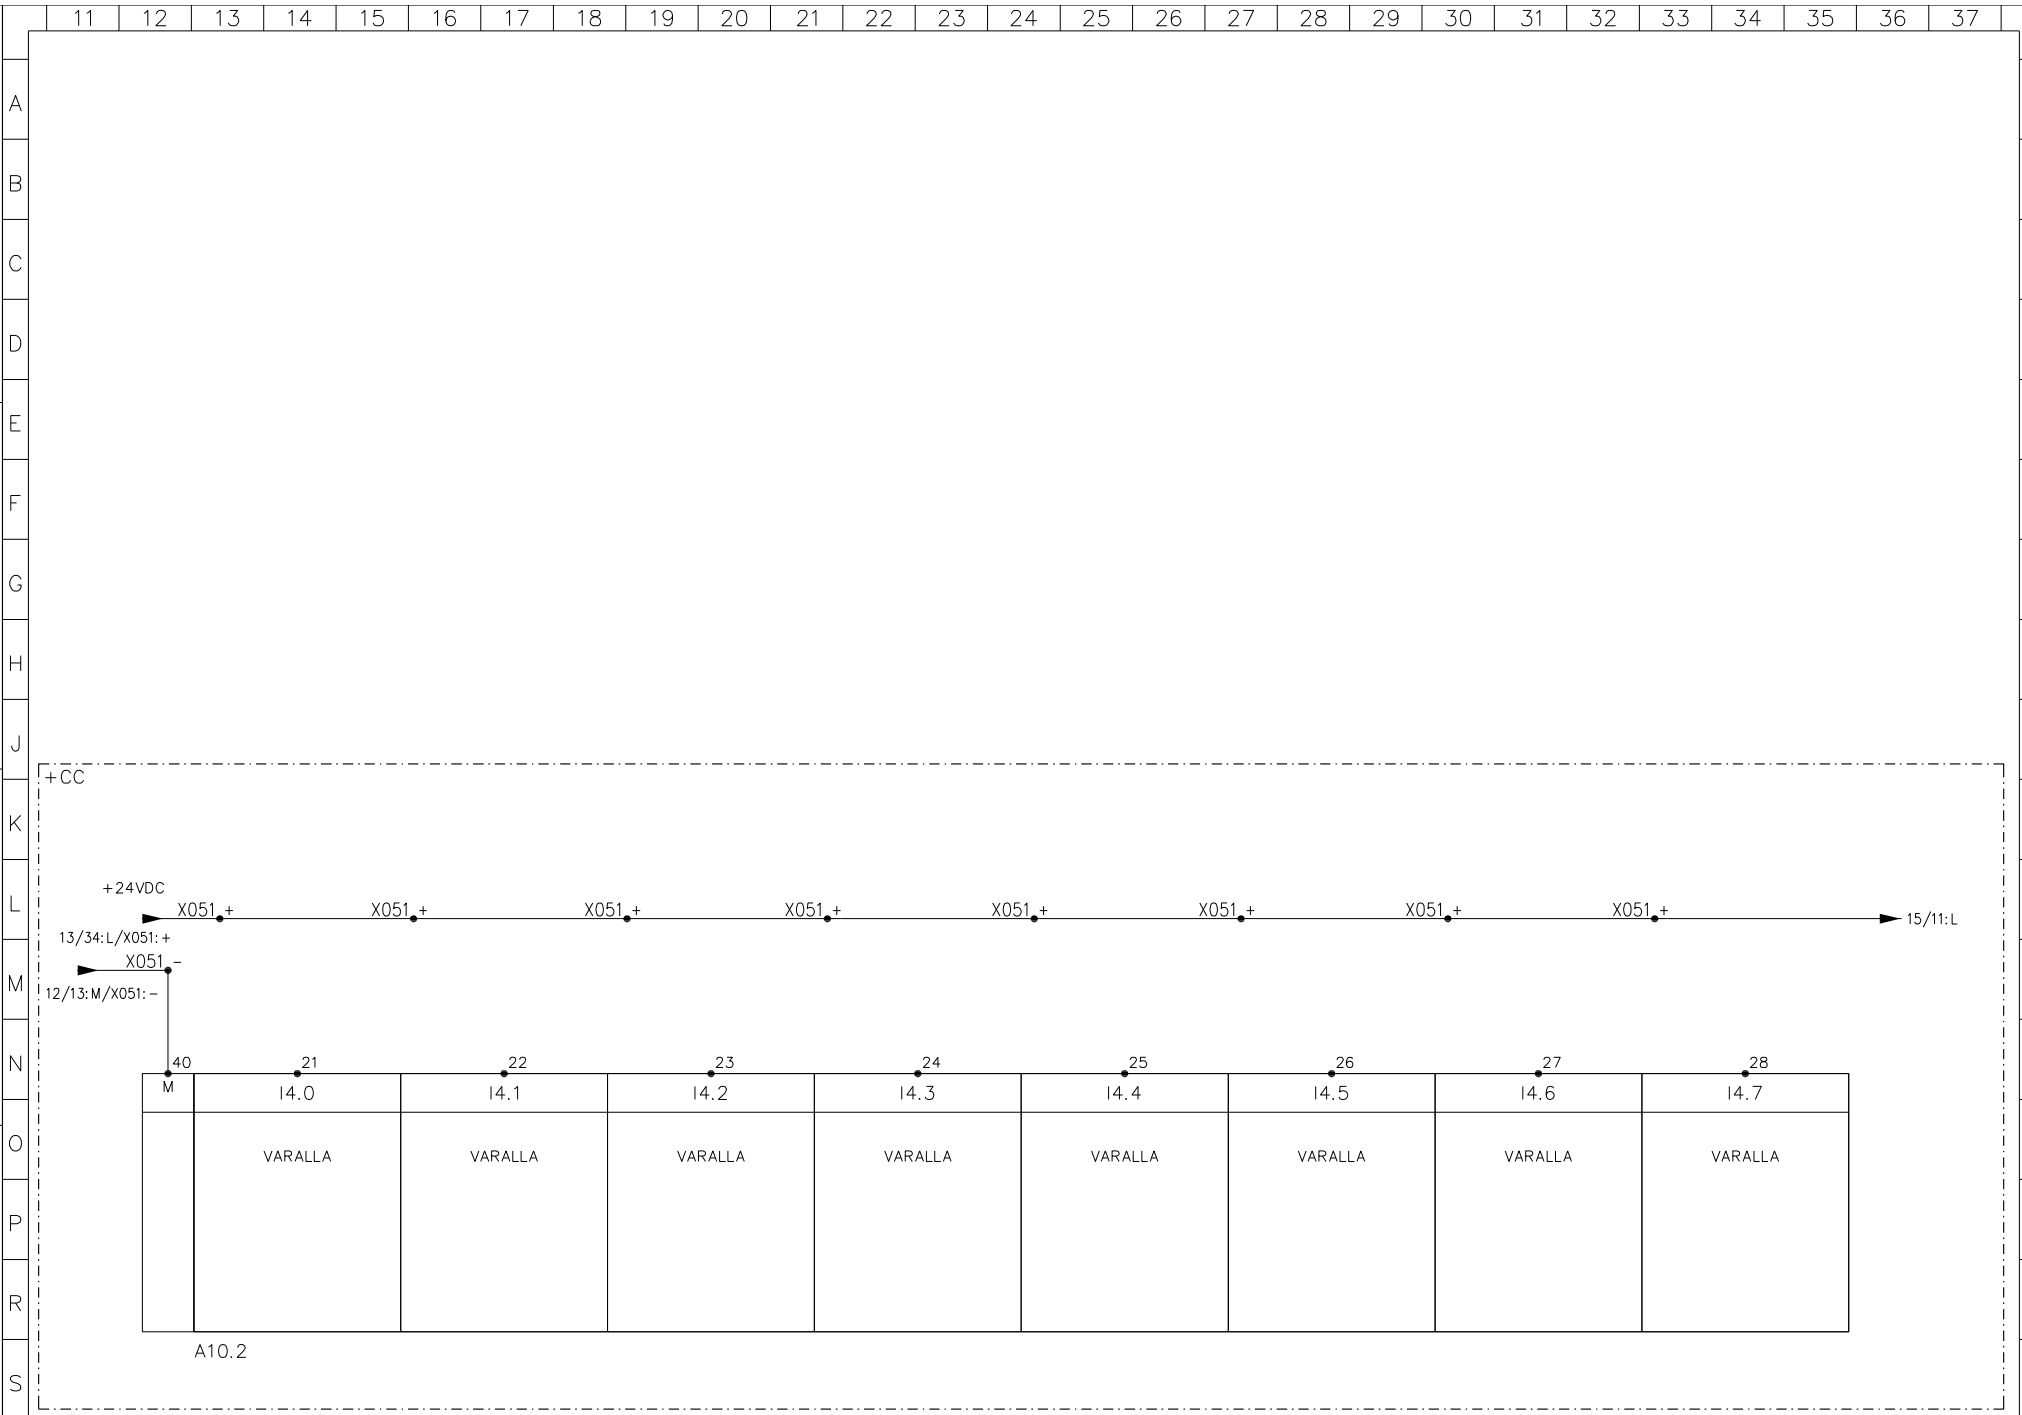 11 12 13 14 15 16 17 18 19 20 21 22 23 24 25 26 27 28 29 30 31 32 33 34 35 36 37
A
B
C
D
E
F
G
H
J
+CC
K
+24VDC
L
X051 + X051 + X051 + X051 + X051 + X051 + X051 + X051 +
15/11:L
13/34:L/X051:+
X051 -
M
12/13:M/X051:-
N
40 21 22 23 24 25 26 27 28
M I4.0 I4.1 I4.2 I4.3 I4.4 I4.5 I4.6 I4.7
O
VARALLA VARALLA VARALLA VARALLA VARALLA VARALLA VARALLA VARALLA
P
R
A10.2
S